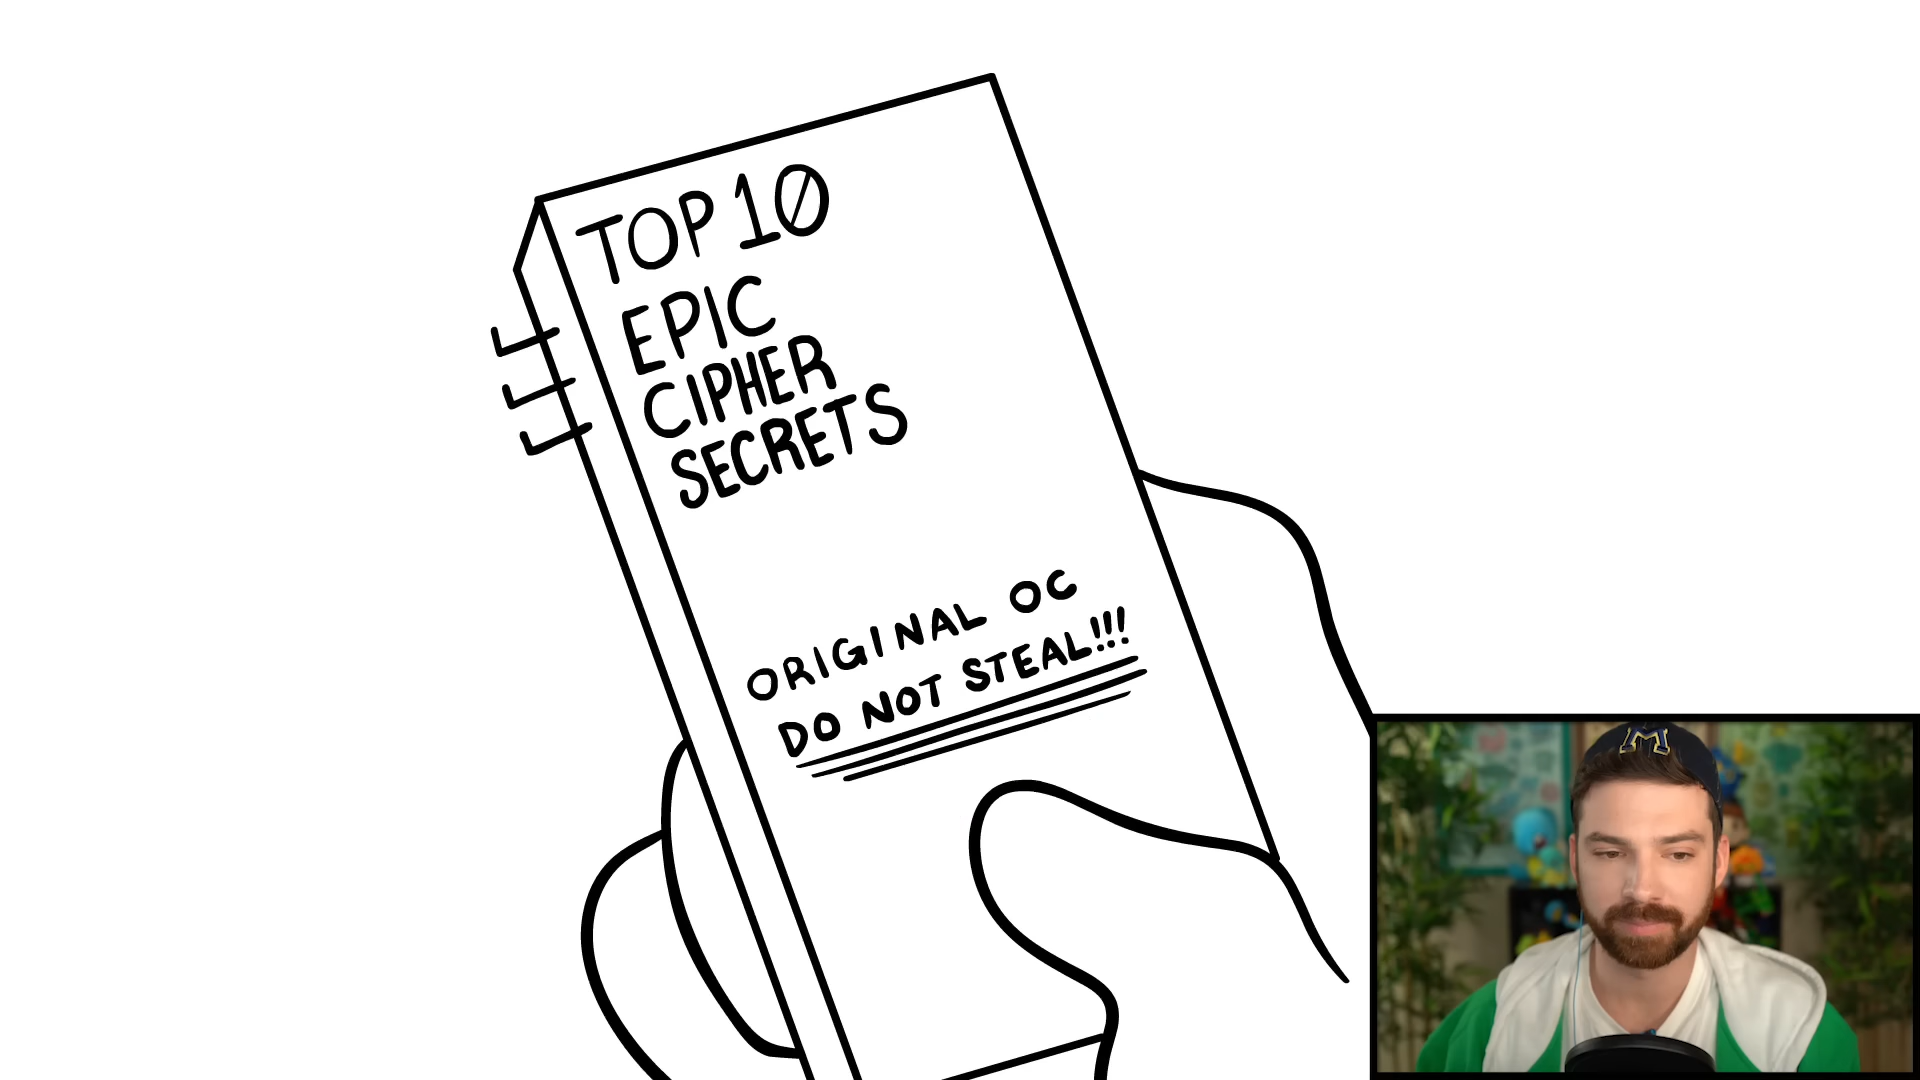 TOP 10
EPIC
CIPHER
SECRETS
ORIGINAL OC
DO NOT STEAL!!!
M